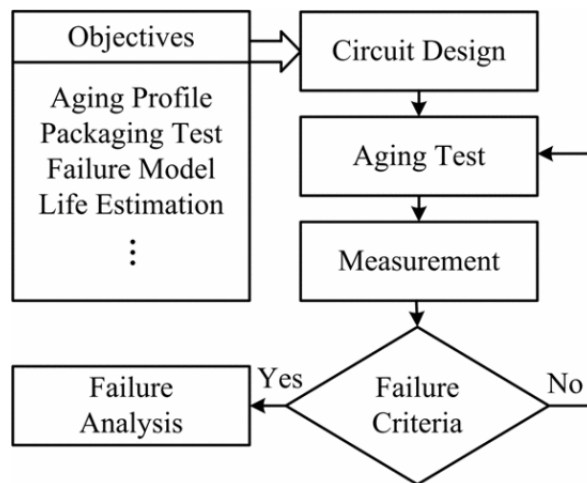 Objectives
Aging Profile
Packaging Test
Failure Model
Life Estimation
⋮
Circuit Design
Aging Test
Measurement
Failure
Criteria
Yes
No
Failure
Analysis